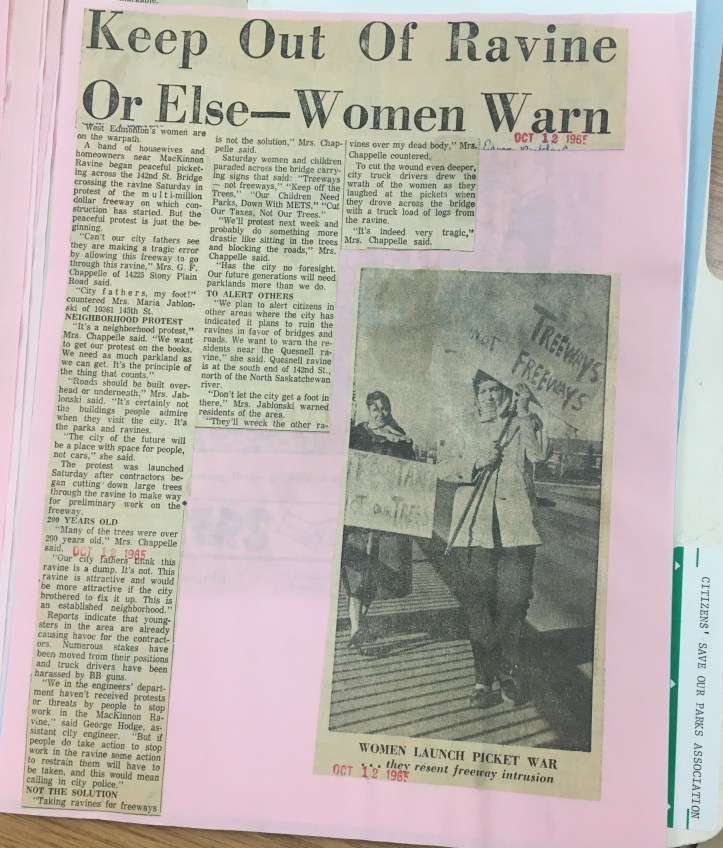 Keep Out Of Ravine
Or Else—Women Warn
OCT 12 1965
West Edmonton's women are
on the warpath.
A band of housewives and
homeowners near MacKinnon
Ravine began peaceful picket-
ing across the 142nd St. Bridge
crossing the ravine Saturday in
protest of the multi-million
dollar freeway on which con-
struction has started. But the
peaceful protest is just the be-
ginning.
"Can't our city fathers see
they are making a tragic error
by allowing this freeway to go
through this ravine," Mrs. G. F.
Chappelle of 14225 Stony Plain
Road said.
"City fathers, my foot!"
countered Mrs. Maria Jablon-
ski of 10361 145th St.
NEIGHBORHOOD PROTEST
"It's a neighborhood protest,"
Mrs. Chappelle said. "We want
to get our protest on the books.
We need as much parkland as
we can get. It's the principle of
the thing that counts."
"Roads should be built over-
head or underneath," Mrs. Jab-
lonski said. "It's certainly not
the buildings people admire
when they visit the city. It's
the parks and ravines.
"The city of the future will
be a place with space for people,
not cars," she said.
The protest was launched
Saturday after contractors be-
gan cutting down large trees
through the ravine to make way
for preliminary work on the
freeway.
200 YEARS OLD
"Many of the trees were over
200 years old," Mrs. Chappelle
said.
OCT 12 1965
"Our city fathers think this
ravine is a dump. It's not. This
ravine is attractive and would
be more attractive if the city
brothered to fix it up. This is
an established neighborhood."
Reports indicate that young-
sters in the area are already
causing havoc for the contract-
ors. Numerous stakes have
been moved from their positions
and truck drivers have been
harassed by BB guns.
"We in the engineers' depart-
ment haven't received protests
or threats by people to stop
work in the MacKinnon Ra-
vine," said George Hodge, as-
sistant city engineer. "But if
people do take action to stop
work in the ravine some action
to restrain them will have to
be taken, and this would mean
calling in city police."
NOT THE SOLUTION
"Taking ravines for freeways
is not the solution," Mrs. Chap-
pelle said.
Saturday women and children
paraded across the bridge carry-
ing signs that said: "Treeways
— not freeways," "Keep off the
Trees," "Our Children Need
Parks, Down With METS," "Cut
Our Taxes, Not Our Trees."
"We'll protest next week and
probably do something more
drastic like sitting in the trees
and blocking the roads," Mrs.
Chappelle said.
"Has the city no foresight.
Our future generations will need
parklands more than we do.
TO ALERT OTHERS
"We plan to alert citizens in
other areas where the city has
indicated it plans to ruin the
ravines in favor of bridges and
roads. We want to warn the re-
sidents near the Quesnell ra-
vine," she said. Quesnell ravine
is at the south end of 142nd St.,
north of the North Saskatchewan
river.
"Don't let the city get a foot in
there," Mrs. Jablonski warned
residents of the area.
"They'll wreck the other ra-
vines over my dead body," Mrs.
Chappelle countered.
To cut the wound even deeper,
city truck drivers drew the
wrath of the women as they
laughed at the pickets when
they drove across the bridge
with a truck load of logs from
the ravine.
"It's indeed very tragic,"
Mrs. Chappelle said.
TREEWAYS
NOT FREEWAYS
OUR TREES
WOMEN LAUNCH PICKET WAR
. . . they resent freeway intrusion
OCT 12 1965
CITIZENS' SAVE OUR PARKS ASSOCIATION